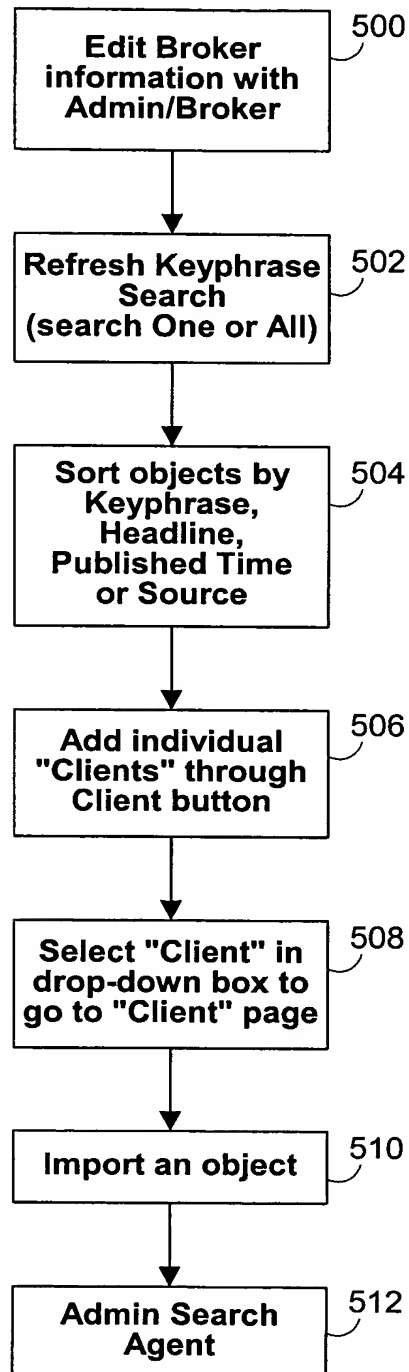 500
Edit Broker
information with
Admin/Broker
502
Refresh Keyphrase
Search
(search One or All)
504
Sort objects by
Keyphrase,
Headline,
Published Time
or Source
506
Add individual
"Clients" through
Client button
508
Select "Client" in
drop-down box to
go to "Client" page
510
Import an object
512
Admin Search
Agent